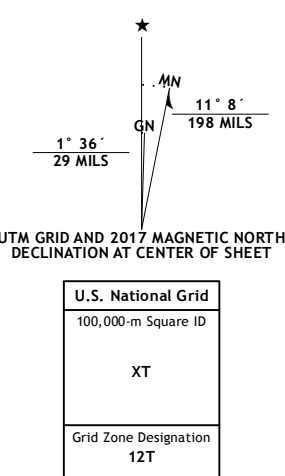 ★
MN
GN
11° 8´
198 MILS
1° 36´
29 MILS
UTM GRID AND 2017 MAGNETIC NORTH
DECLINATION AT CENTER OF SHEET
U.S. National Grid
100,000-m Square ID
XT
Grid Zone Designation
12T